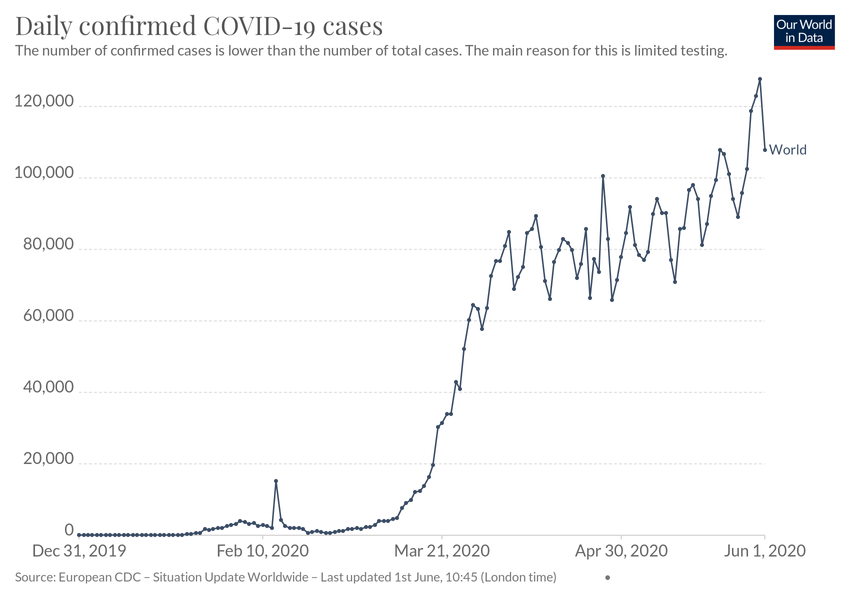 Daily confirmed COVID-19 cases
The number of confirmed cases is lower than the number of total cases. The main reason for this is limited testing.
Our World
in Data
120,000
100,000
80,000
60,000
40,000
20,000
0
World
Dec 31, 2019
Feb 10, 2020
Mar 21, 2020
Apr 30, 2020
Jun 1, 2020
Source: European CDC – Situation Update Worldwide – Last updated 1st June, 10:45 (London time)